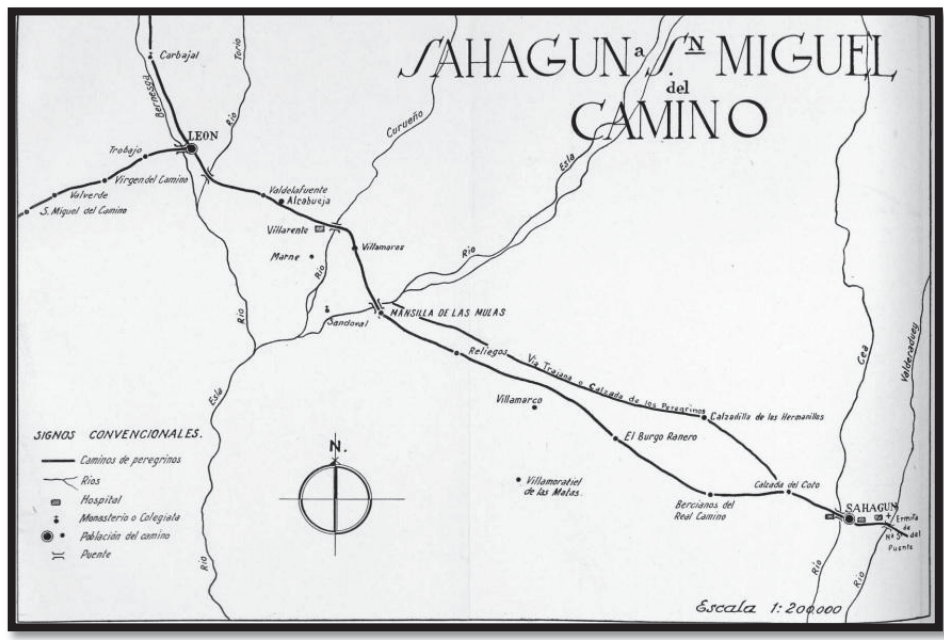 SAHAGUN a S.N MIGUEL
del
CAMINO
Carbajal
Bernesga
Torio
Rio
LEON
Trobajo
Virgen del Camino
Valverde
S. Miguel del Camino
Curueño
Esla
Valdelafuente
Alcabueja
Villarente
Villamoros
Marne
Rio
Rio
Sandoval
MANSILLA DE LAS MULAS
Rio
Reliegos
Via Trajana o Calzada de los Peregrinos
Cea
Valderaduey
Esla
Villamarco
Calzadilla de los Hermanillos
El Burgo Ranero
SIGNOS CONVENCIONALES.
Caminos de peregrinos
Rios
Hospital
Monasterio o Colegiata
Población del camino
Puente
N.
Villamoratiel
de las Matas.
Calzada del Coto
Bercianos del
Real Camino
SAHAGUN
Ermita
de
Nª Sª del
Puente
Rio
Rio
Rio
Escala 1:200,000